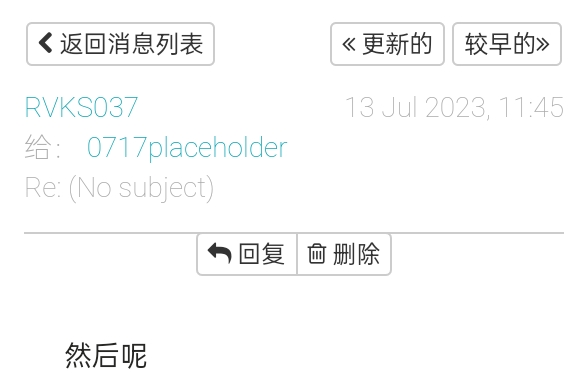 返回消息列表 « 更新的 较早的»
RVKS037 13 Jul 2023, 11:45
给： 0717placeholder
Re: (No subject)
回复 删除
然后呢